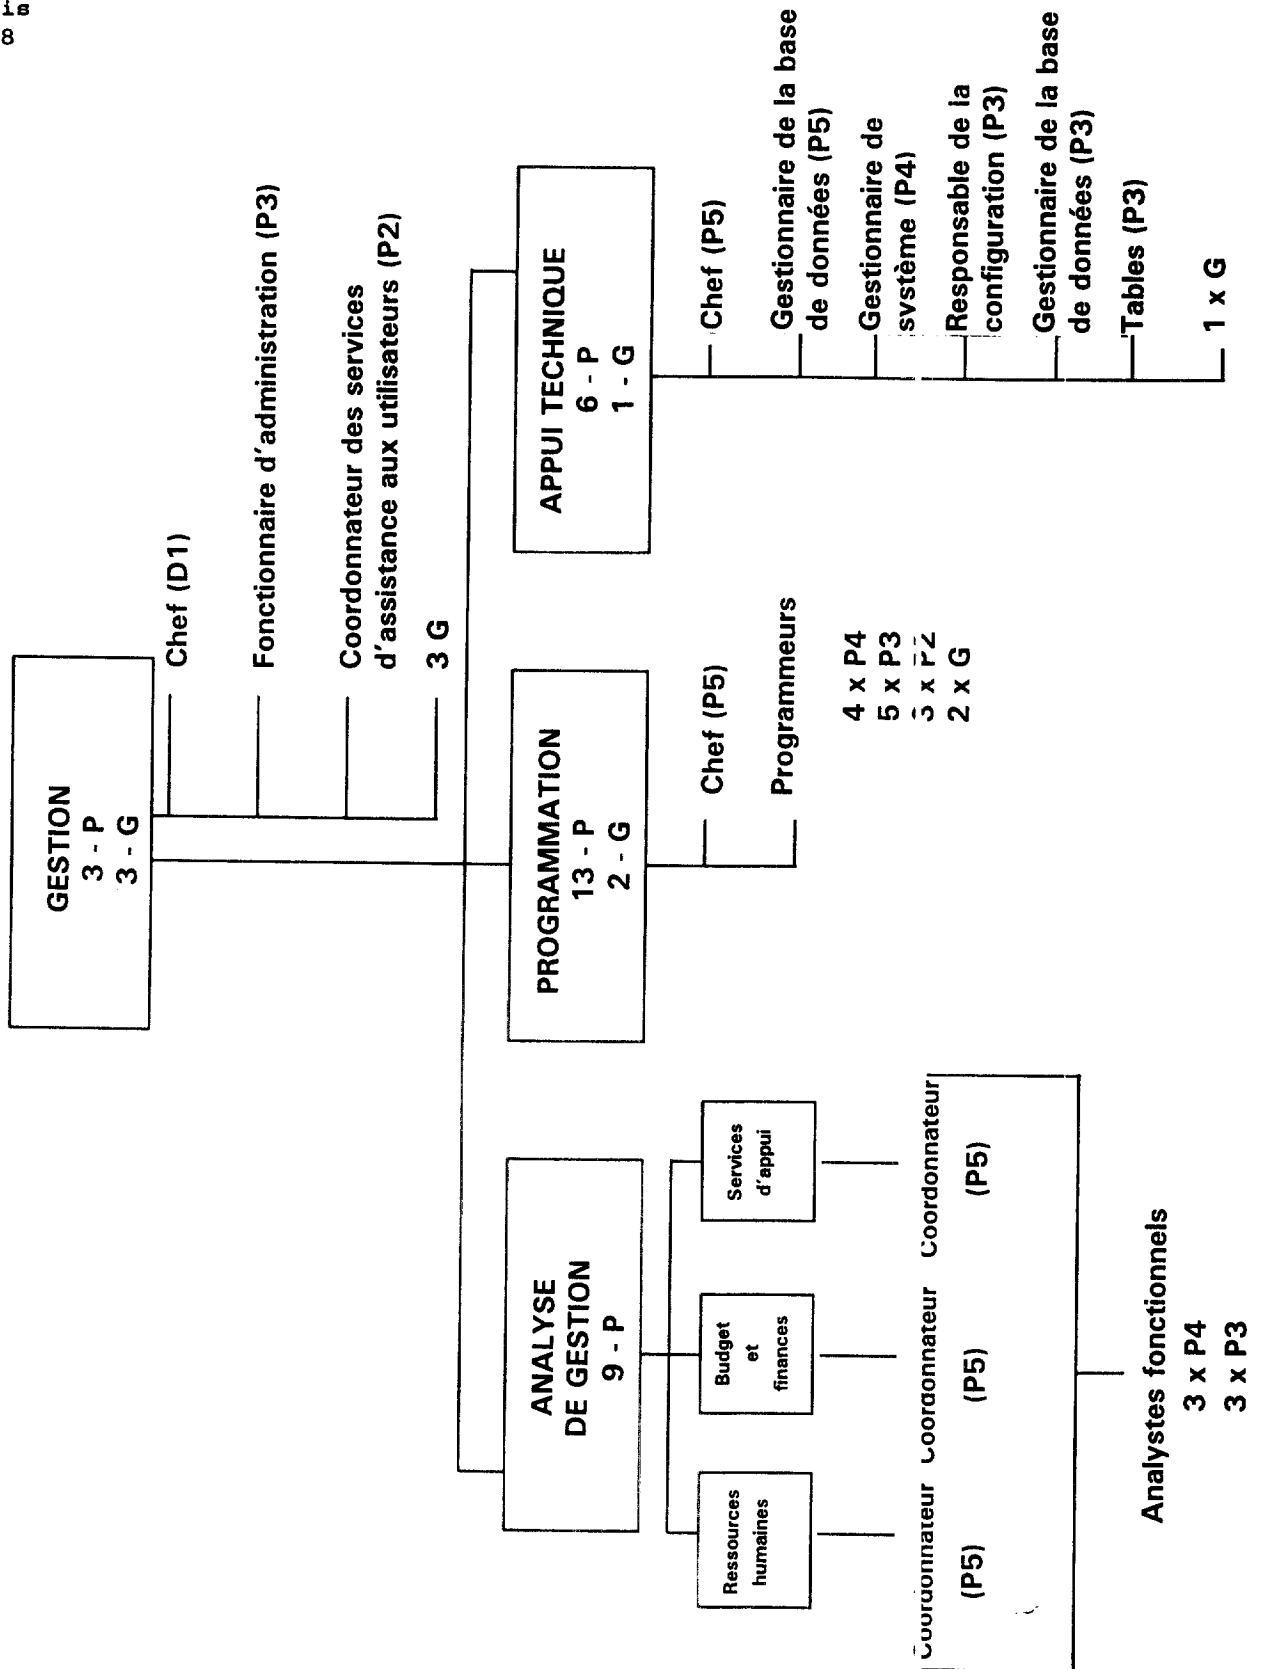 is
8
GESTION
3 - P
3 - G
Chef (D1)
Fonctionnaire d'administration (P3)
Coordonnateur des services
d'assistance aux utilisateurs (P2)
3 G
ANALYSE
DE GESTION
9 - P
Ressources
humaines
Budget
et
finances
Services
d'appui
Coordonnateur
(P5)
Coordonnateur
(P5)
Coordonnateur
(P5)
Analystes fonctionnels
3 x P4
3 x P3
PROGRAMMATION
13 - P
2 - G
Chef (P5)
Programmeurs
4 x P4
5 x P3
3 x P2
2 x G
APPUI TECHNIQUE
6 - P
1 - G
Chef (P5)
Gestionnaire de la base
de données (P5)
Gestionnaire de
système (P4)
Responsable de la
configuration (P3)
Gestionnaire de la base
de données (P3)
Tables (P3)
1 x G